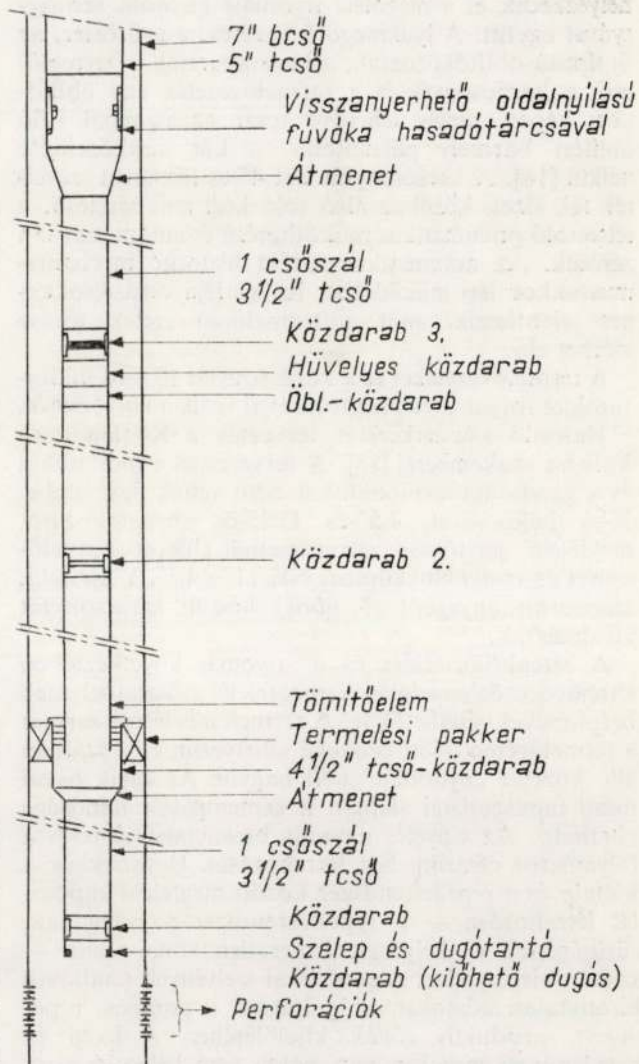 7" bcső
5" tcső
Visszanyerhető oldalnyílású
fúvóka hasadótárcsával
Átmenet
1 csőszál
3 1/2" tcső
Közdarab 3.
Hüvelyes közdarab
Öbl.-közdarab
Közdarab 2.
Tömítőelem
Termelési pakker
4 1/2" tcső-közdarab
Átmenet
1 csőszál
3 1/2" tcső
Közdarab
Szelep és dugótartó
Közdarab (kilőhető dugós)
Perforációk